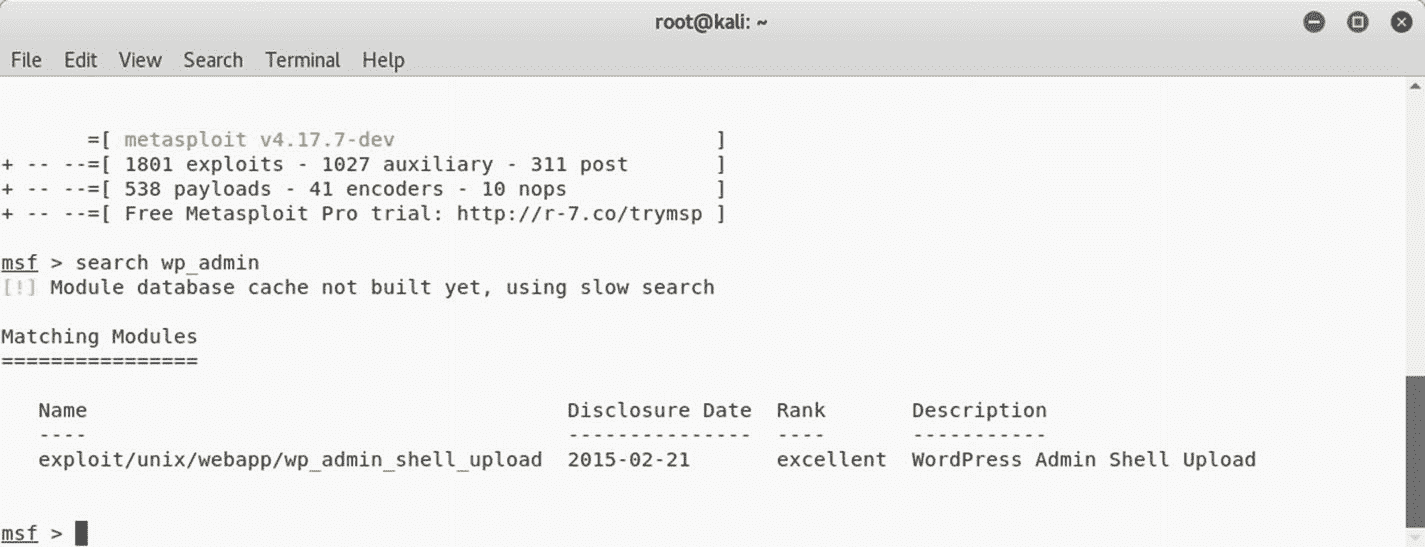 root@kali: ~
File Edit View Search Terminal Help
=[ metasploit v4.17.7-dev ]
+ -- --=[ 1801 exploits - 1027 auxiliary - 311 post ]
+ -- --=[ 538 payloads - 41 encoders - 10 nops ]
+ -- --=[ Free Metasploit Pro trial: http://r-7.co/trymsp ]
msf > search wp_admin
[!] Module database cache not built yet, using slow search
Matching Modules
================
Name Disclosure Date Rank Description
---- --------------- ---- -----------
exploit/unix/webapp/wp_admin_shell_upload 2015-02-21 excellent WordPress Admin Shell Upload
msf >